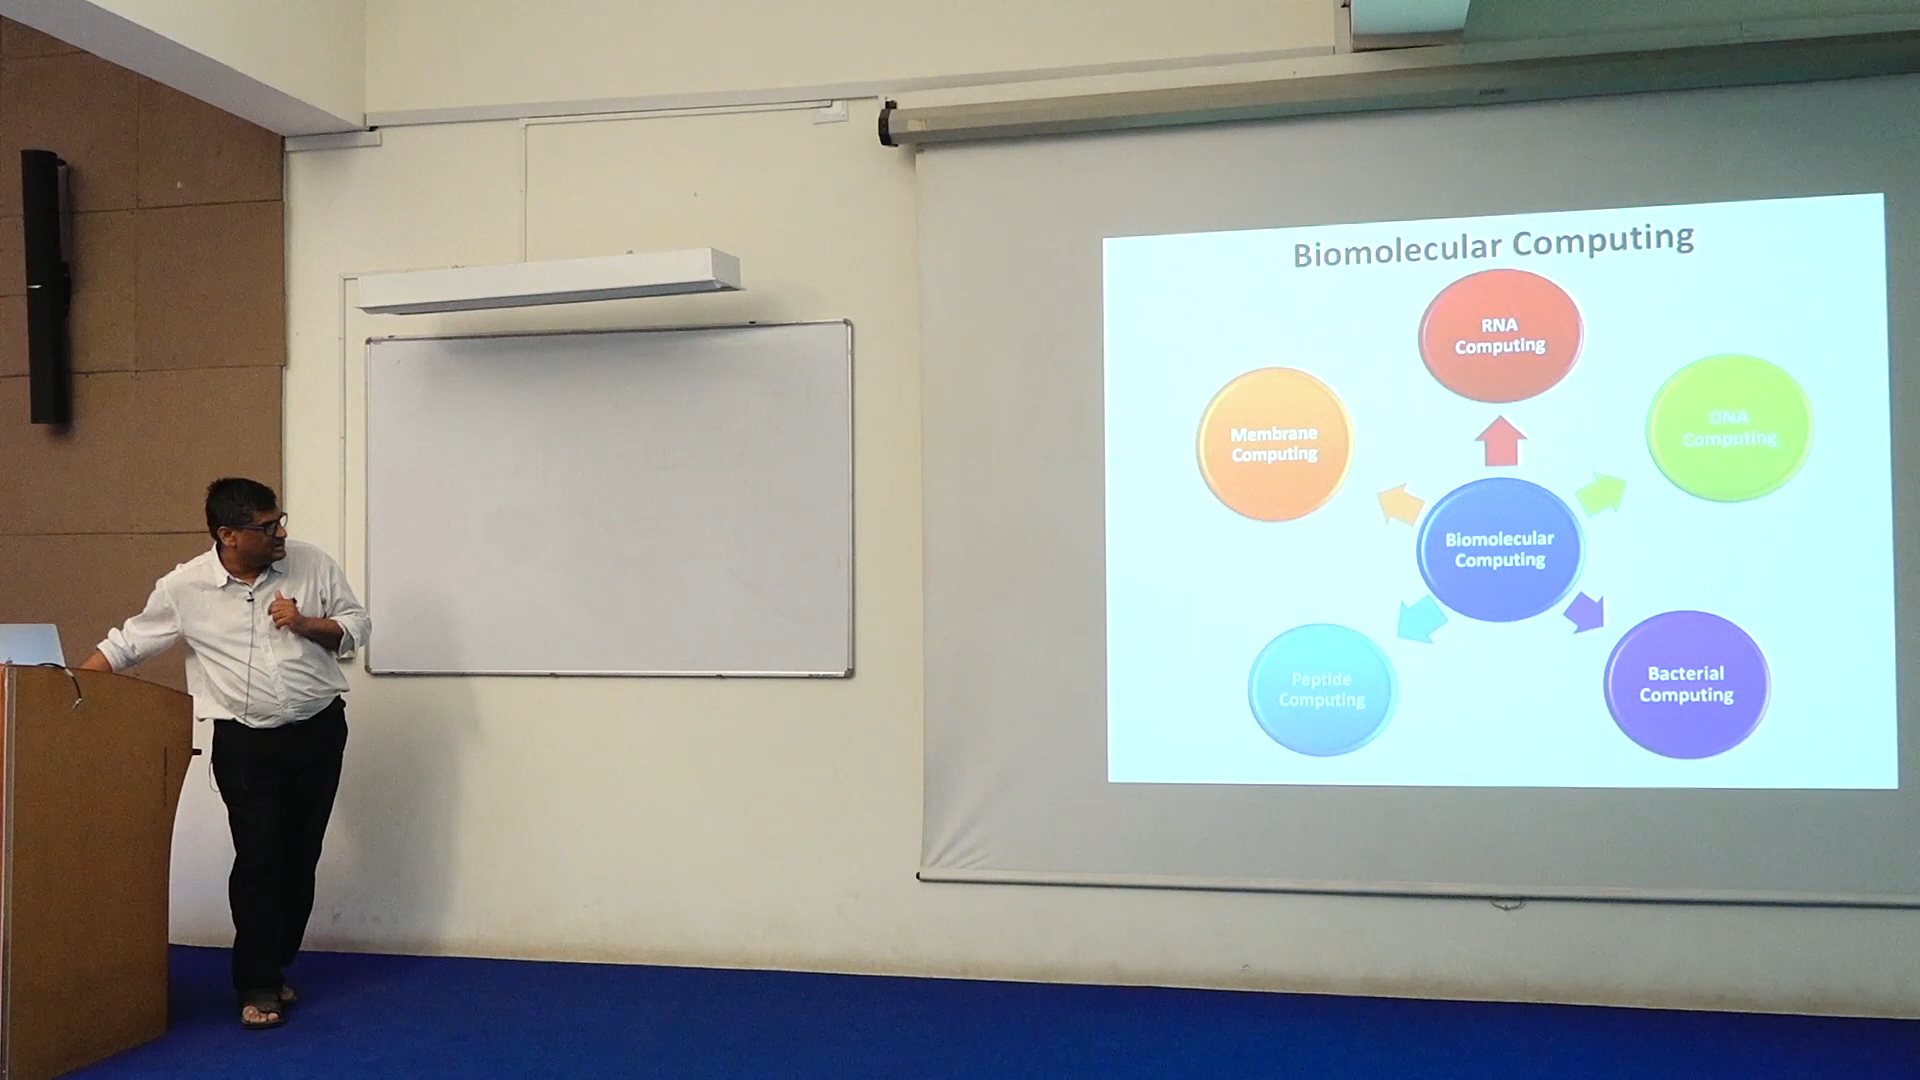 Biomolecular Computing
RNA
Computing
DNA
Computing
Membrane
Computing
Biomolecular
Computing
Peptide
Computing
Bacterial
Computing